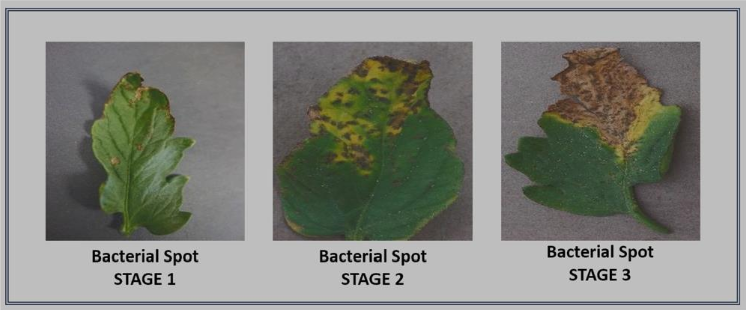 Bacterial Spot
STAGE 1
Bacterial Spot
STAGE 2
Bacterial Spot
STAGE 3